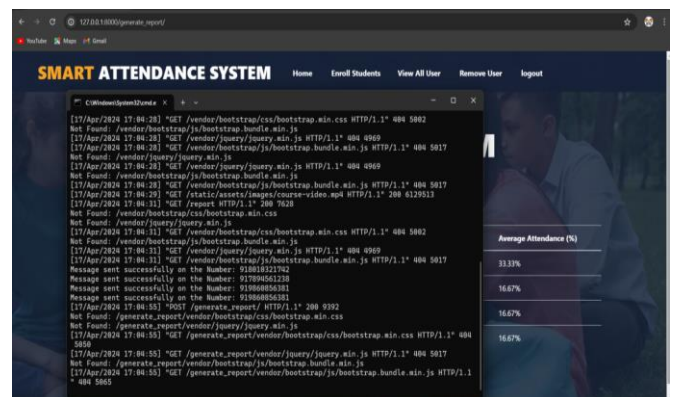 127.0.0.1:8000/generate_report/
YouTube Maps Gmail
SMART ATTENDANCE SYSTEM Home Enroll Students View All User Remove User logout
C:\Windows\System32\cmd.e
[17/Apr/2024 17:04:28] "GET /vendor/bootstrap/css/bootstrap.min.css HTTP/1.1" 404 5002
Not Found: /vendor/bootstrap/js/bootstrap.bundle.min.js
[17/Apr/2024 17:04:28] "GET /vendor/jquery/jquery.min.js HTTP/1.1" 404 4969
[17/Apr/2024 17:04:28] "GET /vendor/bootstrap/js/bootstrap.bundle.min.js HTTP/1.1" 404 5017
Not Found: /vendor/jquery/jquery.min.js
[17/Apr/2024 17:04:28] "GET /vendor/jquery/jquery.min.js HTTP/1.1" 404 4969
Not Found: /vendor/bootstrap/js/bootstrap.bundle.min.js
[17/Apr/2024 17:04:28] "GET /vendor/bootstrap/js/bootstrap.bundle.min.js HTTP/1.1" 404 5017
[17/Apr/2024 17:04:29] "GET /static/assets/images/course-video.mp4 HTTP/1.1" 200 6129513
[17/Apr/2024 17:04:31] "GET /report HTTP/1.1" 200 7628
Not Found: /vendor/bootstrap/css/bootstrap.min.css
Not Found: /vendor/jquery/jquery.min.js
[17/Apr/2024 17:04:31] "GET /vendor/bootstrap/css/bootstrap.min.css HTTP/1.1" 404 5002
Not Found: /vendor/bootstrap/js/bootstrap.bundle.min.js
[17/Apr/2024 17:04:31] "GET /vendor/jquery/jquery.min.js HTTP/1.1" 404 4969
[17/Apr/2024 17:04:31] "GET /vendor/bootstrap/js/bootstrap.bundle.min.js HTTP/1.1" 404 5017
Message sent successfully on the Number: 918810321742
Message sent successfully on the Number: 917894561238
Message sent successfully on the Number: 919860856381
Message sent successfully on the Number: 919860856381
[17/Apr/2024 17:04:55] "POST /generate_report/ HTTP/1.1" 200 9392
Not Found: /generate_report/vendor/bootstrap/css/bootstrap.min.css
Not Found: /generate_report/vendor/jquery/jquery.min.js
[17/Apr/2024 17:04:55] "GET /generate_report/vendor/bootstrap/css/bootstrap.min.css HTTP/1.1" 404
5050
[17/Apr/2024 17:04:55] "GET /generate_report/vendor/jquery/jquery.min.js HTTP/1.1" 404 5017
Not Found: /generate_report/vendor/bootstrap/js/bootstrap.bundle.min.js
[17/Apr/2024 17:04:55] "GET /generate_report/vendor/bootstrap/js/bootstrap.bundle.min.js HTTP/1.1
" 404 5065
M
Average Attendance (%)
33.33%
16.67%
16.67%
16.67%